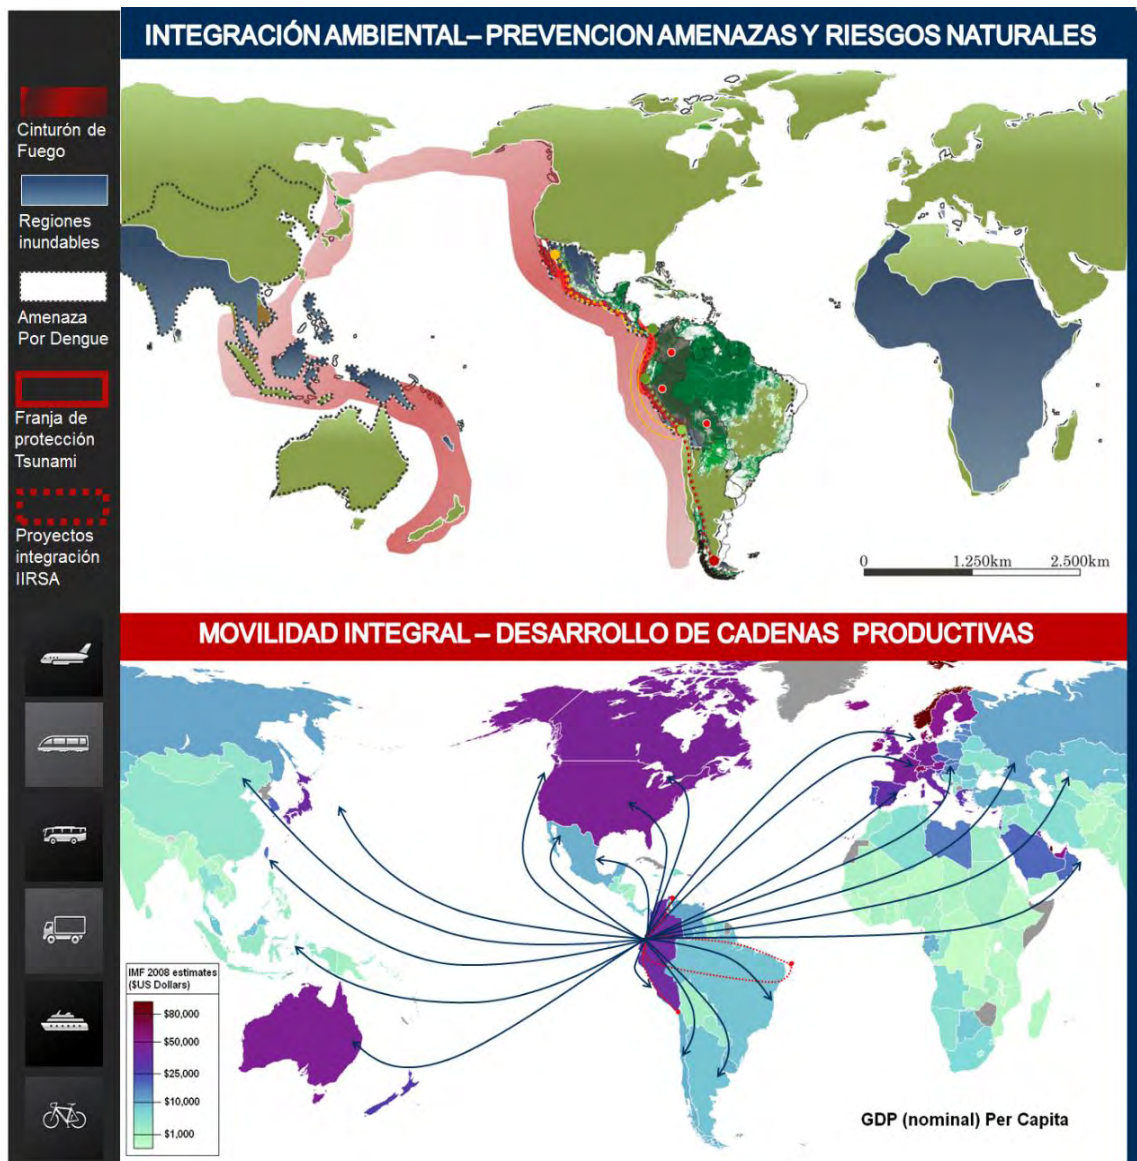 INTEGRACIÓN AMBIENTAL– PREVENCION AMENAZAS Y RIESGOS NATURALES
Cinturón de
Fuego
Regiones
inundables
Amenaza
Por Dengue
Franja de
protección
Tsunami
Proyectos
integración
IIRSA
0 1.250km 2.500km
MOVILIDAD INTEGRAL – DESARROLLO DE CADENAS PRODUCTIVAS
IMF 2008 estimates
($US Dollars)
$80,000
$50,000
$25,000
$10,000
$1,000
GDP (nominal) Per Capita